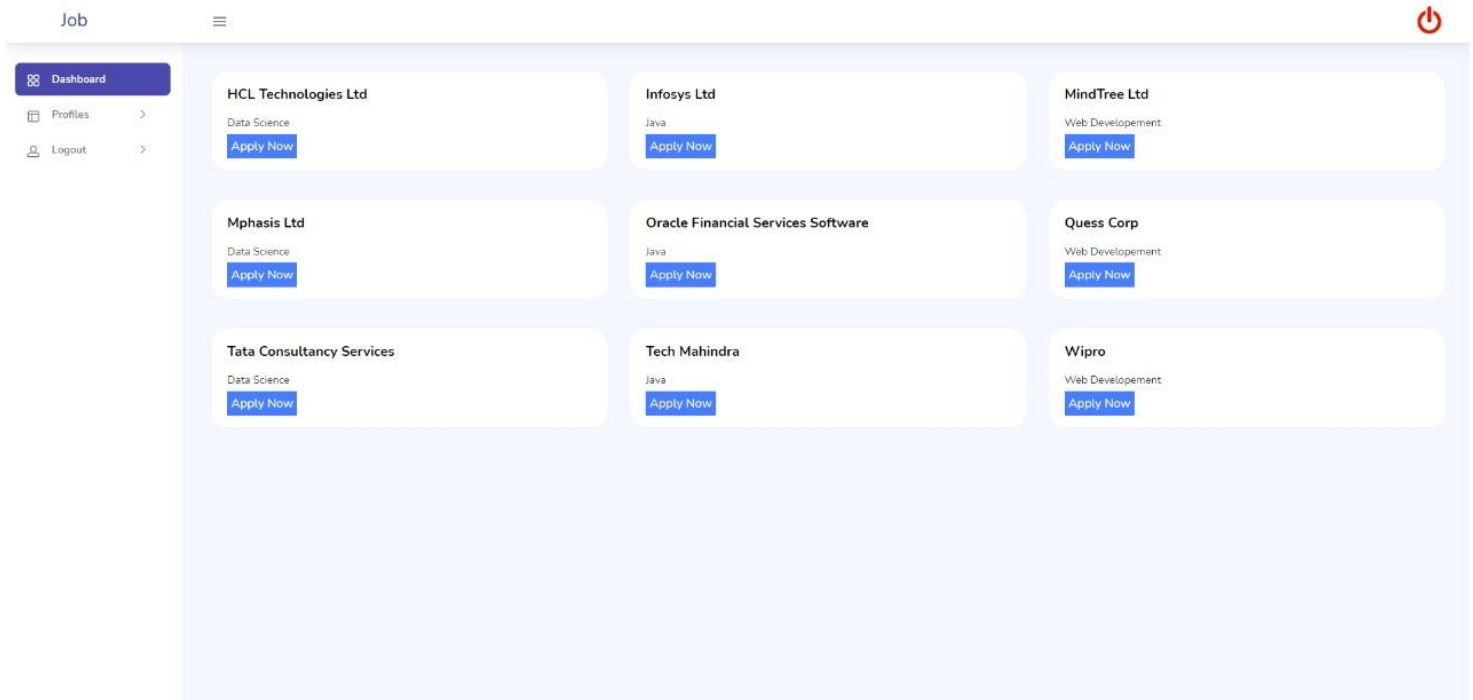 Job
Dashboard
Profiles
Logout
HCL Technologies Ltd
Data Science
Apply Now
Infosys Ltd
Java
Apply Now
MindTree Ltd
Web Developement
Apply Now
Mphasis Ltd
Data Science
Apply Now
Oracle Financial Services Software
Java
Apply Now
Quess Corp
Web Developement
Apply Now
Tata Consultancy Services
Data Science
Apply Now
Tech Mahindra
Java
Apply Now
Wipro
Web Developement
Apply Now